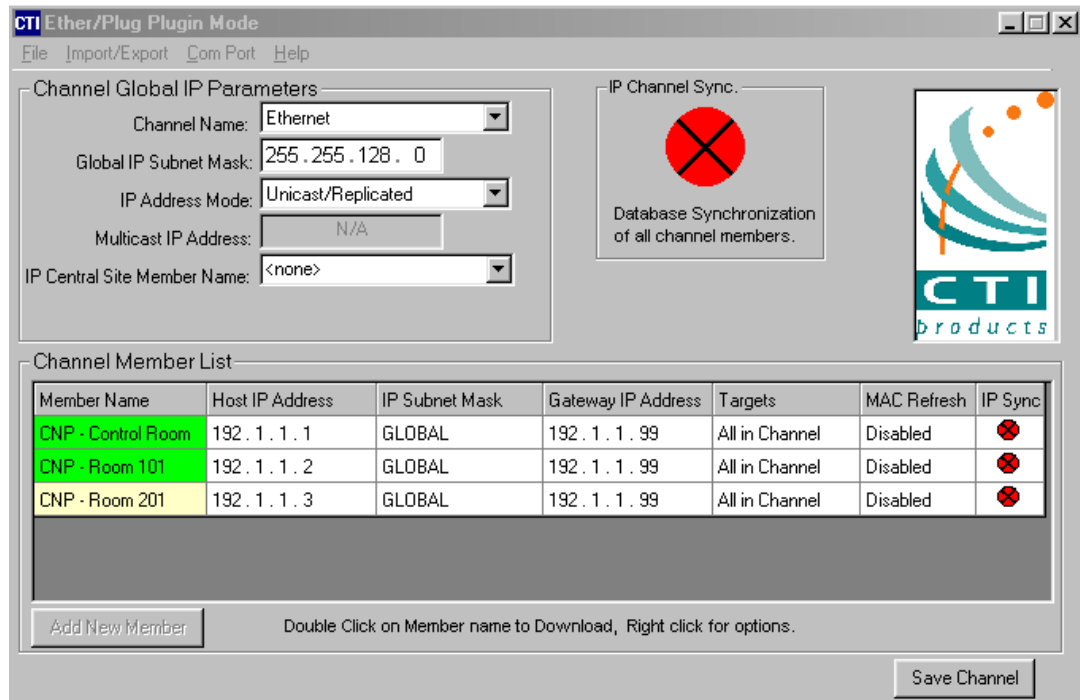 CTI Ether/Plug Plugin Mode
File Import/Export Com Port Help
Channel Global IP Parameters
Channel Name: Ethernet
Global IP Subnet Mask: 255.255.128. 0
IP Address Mode: Unicast/Replicated
Multicast IP Address: N/A
IP Central Site Member Name: <none>
IP Channel Sync.
Database Synchronization
of all channel members.
CTI
products
Channel Member List
Member Name Host IP Address IP Subnet Mask Gateway IP Address Targets MAC Refresh IP Sync
CNP - Control Room 192 . 1 . 1 . 1 GLOBAL 192 . 1 . 1 . 99 All in Channel Disabled
CNP - Room 101 192 . 1 . 1 . 2 GLOBAL 192 . 1 . 1 . 99 All in Channel Disabled
CNP - Room 201 192 . 1 . 1 . 3 GLOBAL 192 . 1 . 1 . 99 All in Channel Disabled
Add New Member
Double Click on Member name to Download, Right click for options.
Save Channel